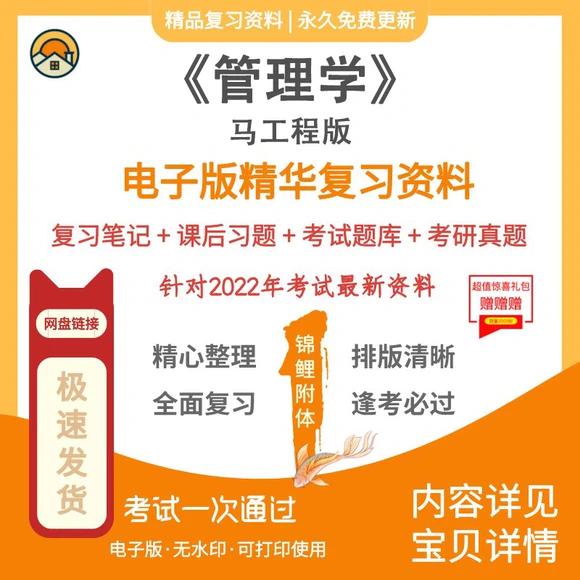 精品复习资料 | 永久免费更新
《管理学》
马工程版
电子版精华复习资料
复习笔记 + 课后习题 + 考试题库 + 考研真题
针对2022年考试最新资料
超值惊喜礼包
赠赠赠
网盘链接
极速发货
精心整理
全面复习
锦鲤附体
排版清晰
逢考必过
考试一次通过
电子版 · 无水印 · 可打印使用
内容详见
宝贝详情